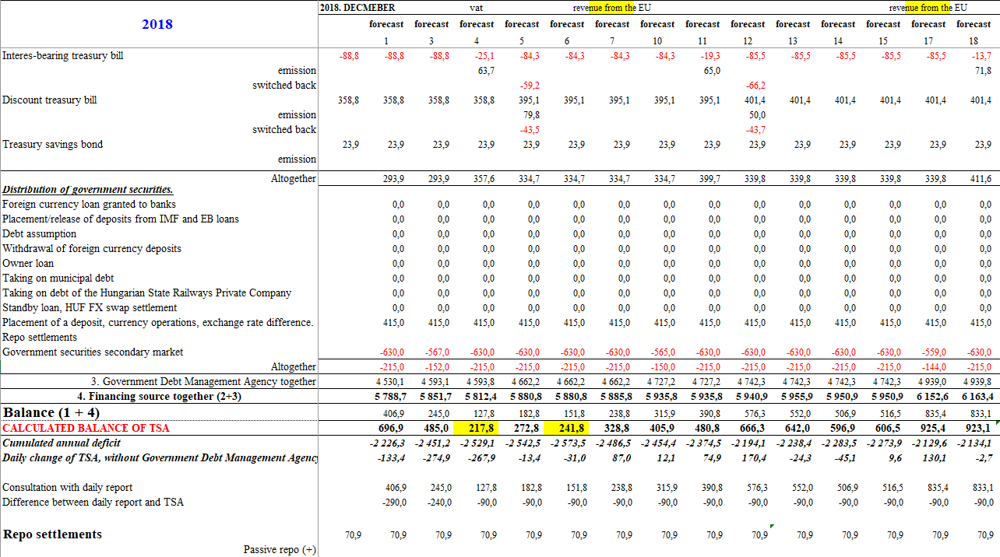 2018. DECMEBER vat revenue from the EU revenue from the EU
2018 forecast forecast forecast forecast forecast forecast forecast forecast forecast forecast forecast forecast forecast forecast
1 3 4 5 6 7 10 11 12 13 14 15 17 18
Interes-bearing treasury bill -88,8 -88,8 -88,8 -25,1 -84,3 -84,3 -84,3 -84,3 -19,3 -85,5 -85,5 -85,5 -85,5 -85,5 -13,7
emission 63,7 65,0 71,8
switched back -59,2 -66,2
Discount treasury bill 358,8 358,8 358,8 358,8 395,1 395,1 395,1 395,1 395,1 401,4 401,4 401,4 401,4 401,4 401,4
emission 79,8 50,0
switched back -43,5 -43,7
Treasury savings bond 23,9 23,9 23,9 23,9 23,9 23,9 23,9 23,9 23,9 23,9 23,9 23,9 23,9 23,9 23,9
emission
Altogether 293,9 293,9 357,6 334,7 334,7 334,7 334,7 399,7 339,8 339,8 339,8 339,8 339,8 411,6
Distribution of government securities.
Foreign currency loan granted to banks 0,0 0,0 0,0 0,0 0,0 0,0 0,0 0,0 0,0 0,0 0,0 0,0 0,0 0,0
Placement/release of deposits from IMF and EB loans 0,0 0,0 0,0 0,0 0,0 0,0 0,0 0,0 0,0 0,0 0,0 0,0 0,0 0,0
Debt assumption 0,0 0,0 0,0 0,0 0,0 0,0 0,0 0,0 0,0 0,0 0,0 0,0 0,0 0,0
Withdrawal of foreign currency deposits 0,0 0,0 0,0 0,0 0,0 0,0 0,0 0,0 0,0 0,0 0,0 0,0 0,0 0,0
Owner loan 0,0 0,0 0,0 0,0 0,0 0,0 0,0 0,0 0,0 0,0 0,0 0,0 0,0 0,0
Taking on municipal debt 0,0 0,0 0,0 0,0 0,0 0,0 0,0 0,0 0,0 0,0 0,0 0,0 0,0 0,0
Taking on debt of the Hungarian State Railways Private Company 0,0 0,0 0,0 0,0 0,0 0,0 0,0 0,0 0,0 0,0 0,0 0,0 0,0 0,0
Standby loan, HUF FX swap settlement 0,0 0,0 0,0 0,0 0,0 0,0 0,0 0,0 0,0 0,0 0,0 0,0 0,0 0,0
Placement of a deposit, currency operations, exchange rate difference. 415,0 415,0 415,0 415,0 415,0 415,0 415,0 415,0 415,0 415,0 415,0 415,0 415,0 415,0
Repo settlements
Government securities secondary market -630,0 -567,0 -630,0 -630,0 -630,0 -630,0 -565,0 -630,0 -630,0 -630,0 -630,0 -630,0 -559,0 -630,0
Altogether -215,0 -152,0 -215,0 -215,0 -215,0 -215,0 -150,0 -215,0 -215,0 -215,0 -215,0 -215,0 -144,0 -215,0
3. Government Debt Management Agency together 4 530,1 4 593,1 4 593,8 4 662,2 4 662,2 4 662,2 4 727,2 4 727,2 4 742,3 4 742,3 4 742,3 4 742,3 4 939,0 4 939,8
4. Financing source together (2+3) 5 788,7 5 851,7 5 812,4 5 880,8 5 880,8 5 885,8 5 935,8 5 935,8 5 940,9 5 955,9 5 950,9 5 950,9 6 152,6 6 163,4
Balance (1 + 4) 406,9 245,0 127,8 182,8 151,8 238,8 315,9 390,8 576,3 552,0 506,9 516,5 835,4 833,1
CALCULATED BALANCE OF TSA 696,9 485,0 217,8 272,8 241,8 328,8 405,9 480,8 666,3 642,0 596,9 606,5 925,4 923,1
Cumulated annual deficit -2 226,3 -2 451,2 -2 529,1 -2 542,5 -2 573,5 -2 486,5 -2 454,4 -2 374,5 -2 194,1 -2 238,4 -2 283,5 -2 273,9 -2 129,6 -2 134,1
Daily change of TSA, without Government Debt Management Agenc -133,4 -274,9 -267,9 -13,4 -31,0 87,0 12,1 74,9 170,4 -24,3 -45,1 9,6 130,1 -2,7
Consultation with daily report 406,9 245,0 127,8 182,8 151,8 238,8 315,9 390,8 576,3 552,0 506,9 516,5 835,4 833,1
Difference between daily report and TSA -290,0 -240,0 -90,0 -90,0 -90,0 -90,0 -90,0 -90,0 -90,0 -90,0 -90,0 -90,0 -90,0 -90,0
Repo settlements 70,9 70,9 70,9 70,9 70,9 70,9 70,9 70,9 70,9 70,9 70,9 70,9 70,9 70,9 70,9
Passive repo (+)